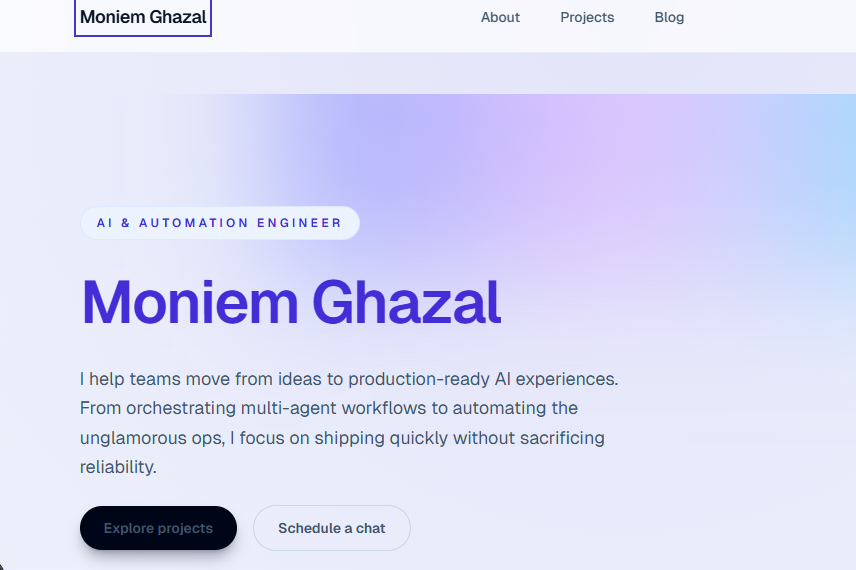 Moniem Ghazal
About
Projects
Blog
AI & AUTOMATION ENGINEER
Moniem Ghazal
I help teams move from ideas to production-ready AI experiences.
From orchestrating multi-agent workflows to automating the
unglamorous ops, I focus on shipping quickly without sacrificing
reliability.
Explore projects
Schedule a chat